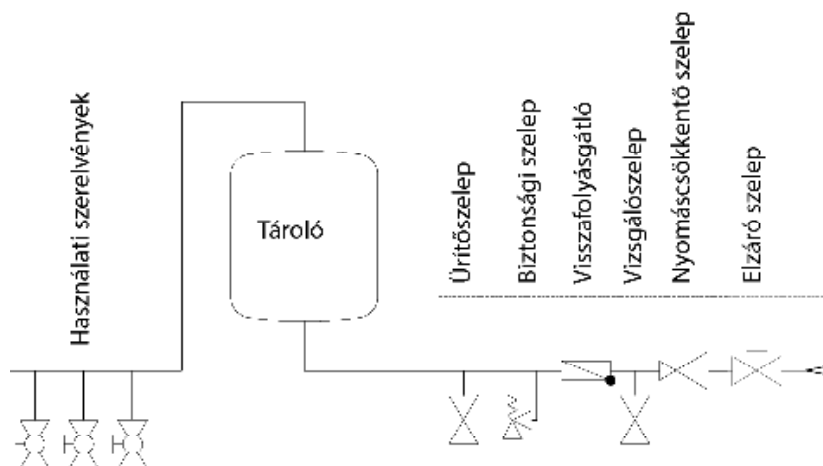 Használati szerelvények
Tároló
Ürítőszelep
Biztonsági szelep
Visszafolyásgátló
Vizsgálószelep
Nyomáscsökkentő szelep
Elzáró szelep